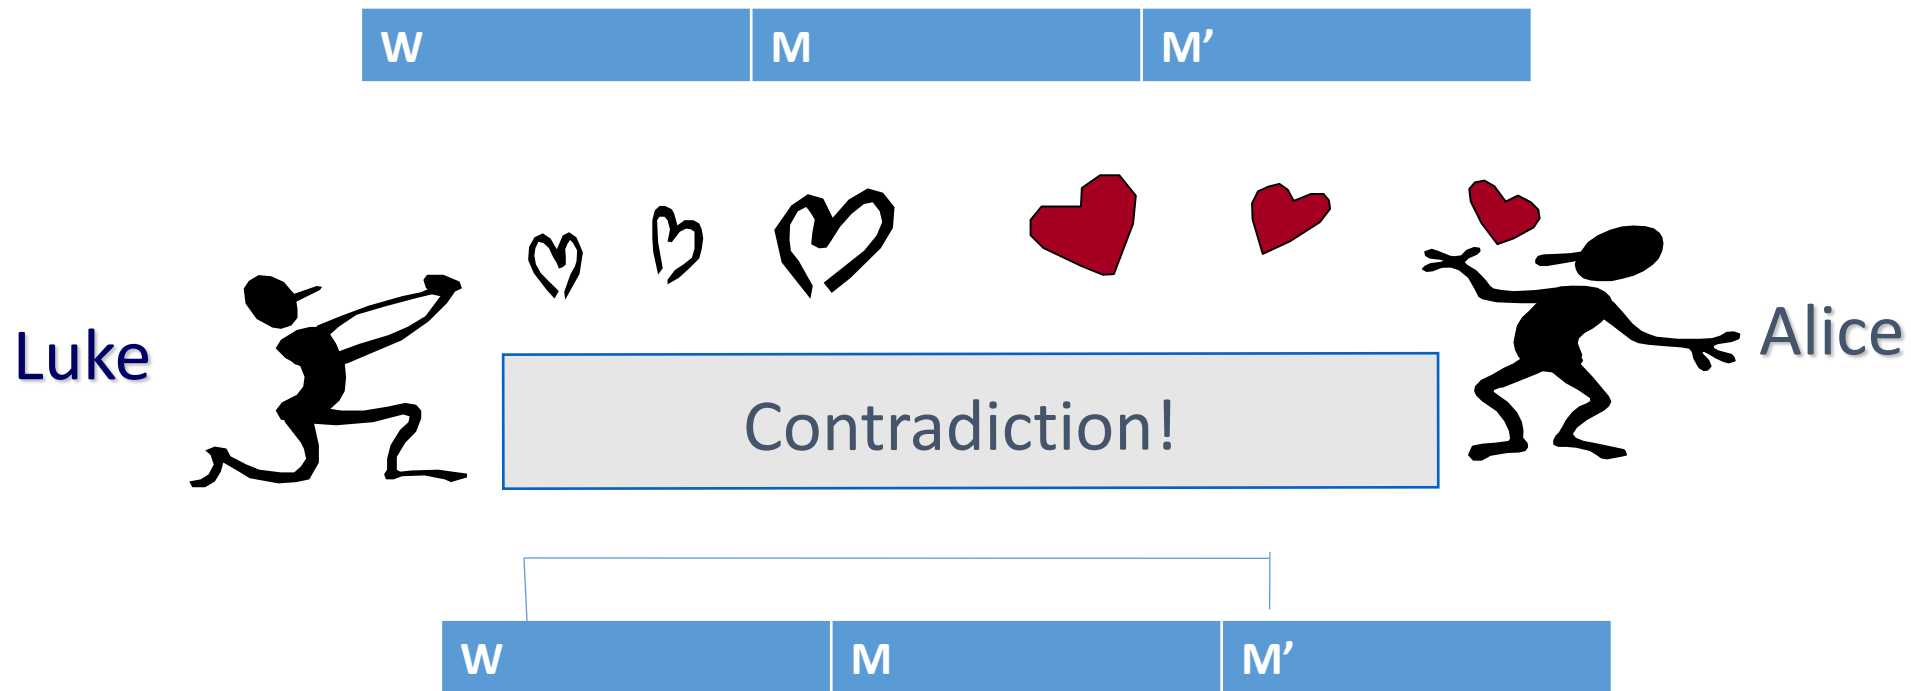 W M M’
Luke
Alice
Contradiction!
W M M’